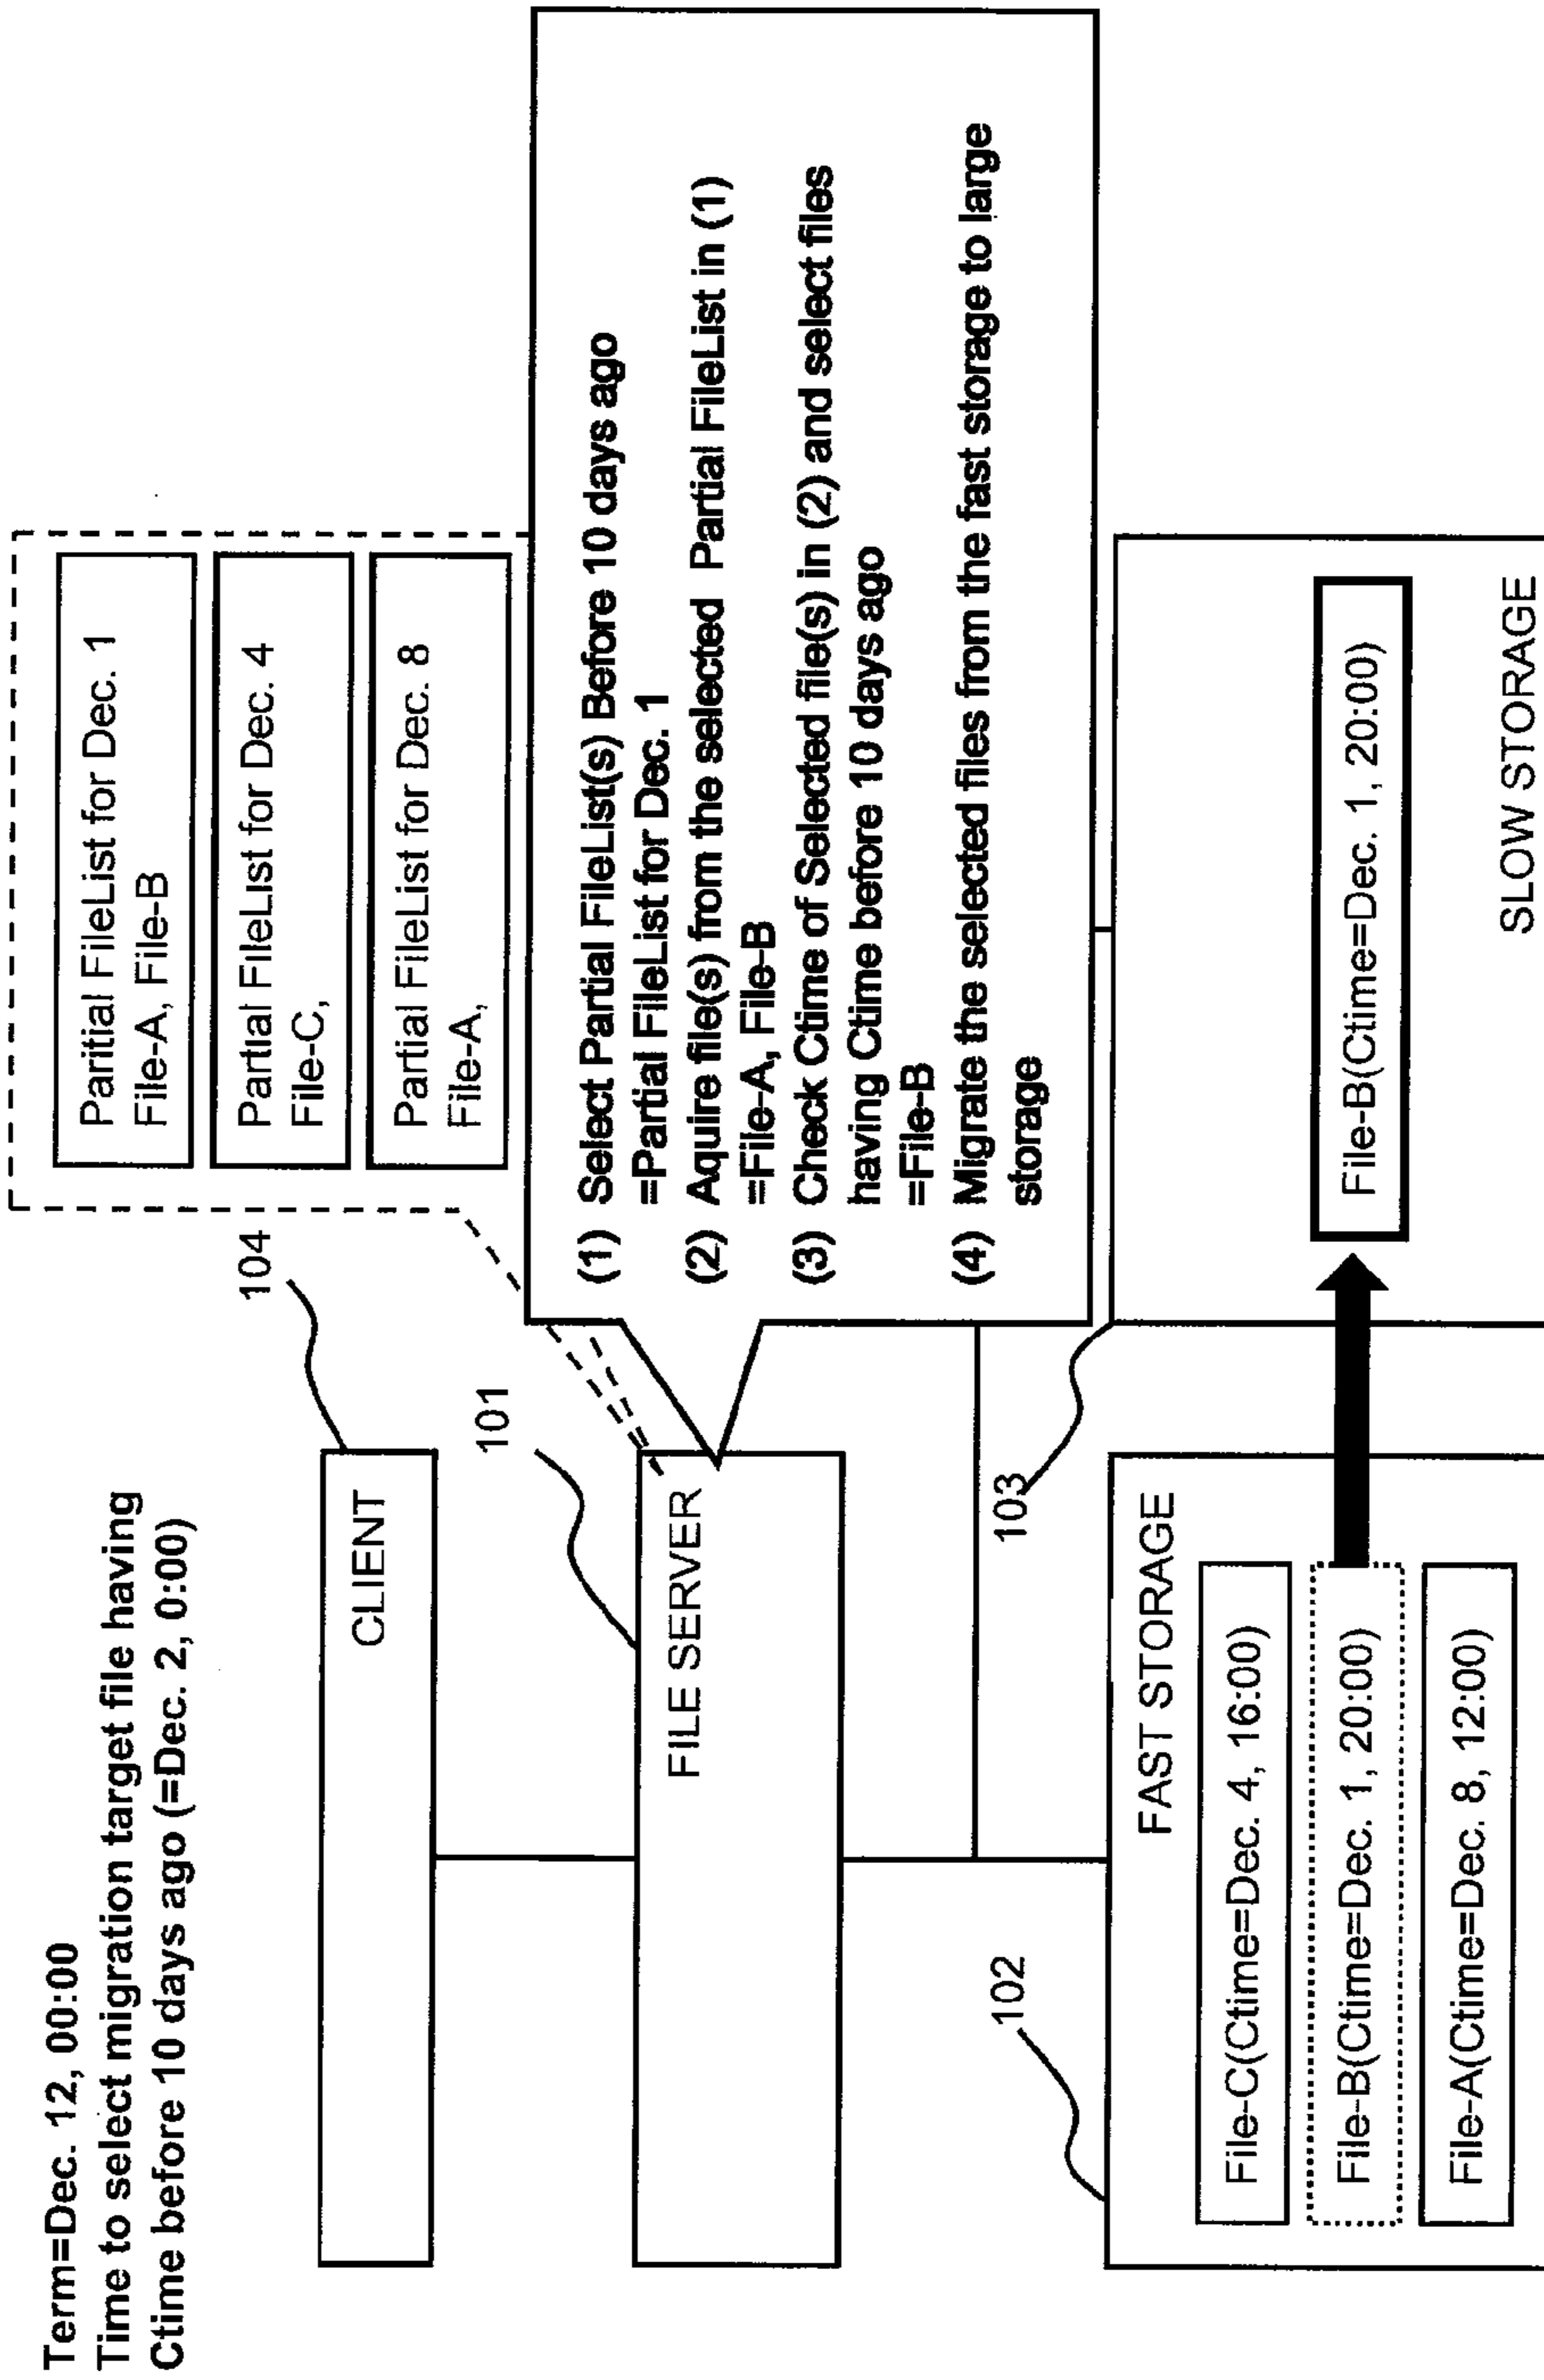 Term=Dec. 12, 00:00
Time to select migration target file having
Ctime before 10 days ago (=Dec. 2, 0:00)
104
CLIENT
101
FILE SERVER
Paritial FileList for Dec. 1
File-A, File-B
Partial FileList for Dec. 4
File-C,
Partial FileList for Dec. 8
File-A,
(1) Select Partial FileList(s) Before 10 days ago
=Partial FileList for Dec. 1
(2) Aquire file(s) from the selected Partial FileList in (1)
=File-A, File-B
(3) Check Ctime of Selected file(s) in (2) and select files
having Ctime before 10 days ago
=File-B
(4) Migrate the selected files from the fast storage to large
storage
102
103
FAST STORAGE
File-C(Ctime=Dec. 4, 16:00)
File-B(Ctime=Dec. 1, 20:00)
File-A(Ctime=Dec. 8, 12:00)
File-B(Ctime=Dec. 1, 20:00)
SLOW STORAGE